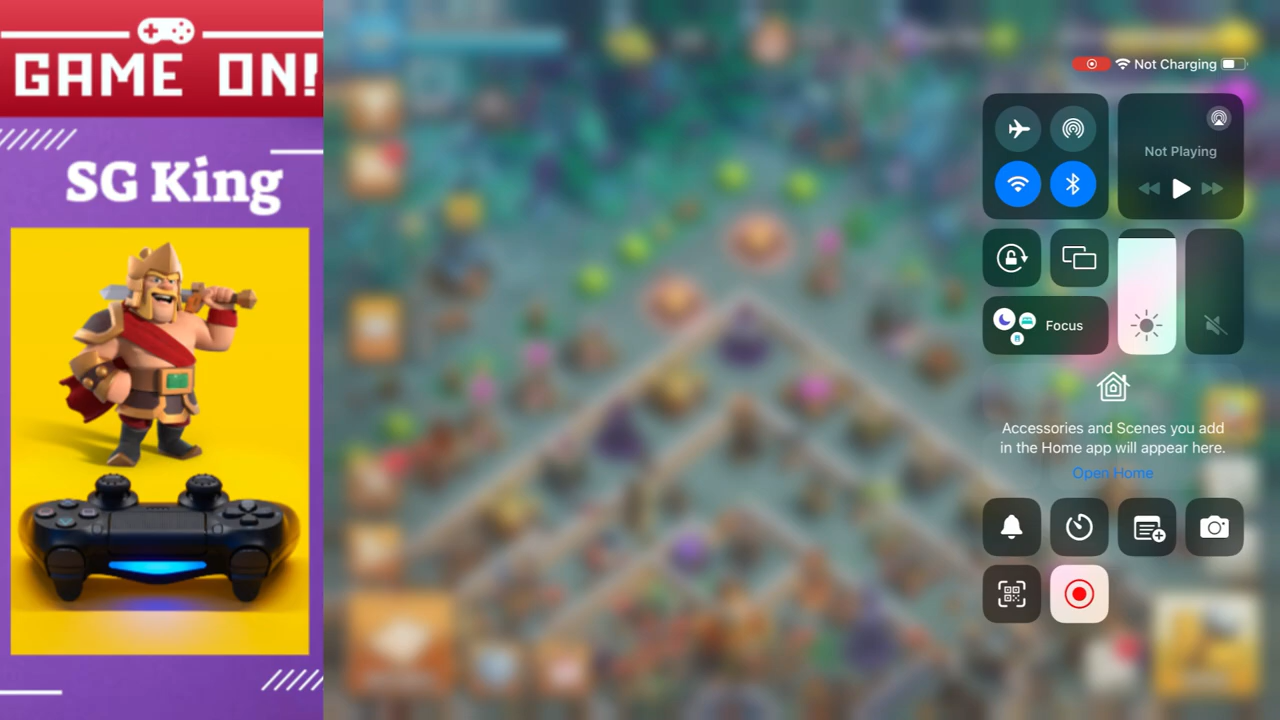 GAME ON!
SG King
Not Charging
Not Playing
Focus
Accessories and Scenes you add
in the Home app will appear here.
Open Home